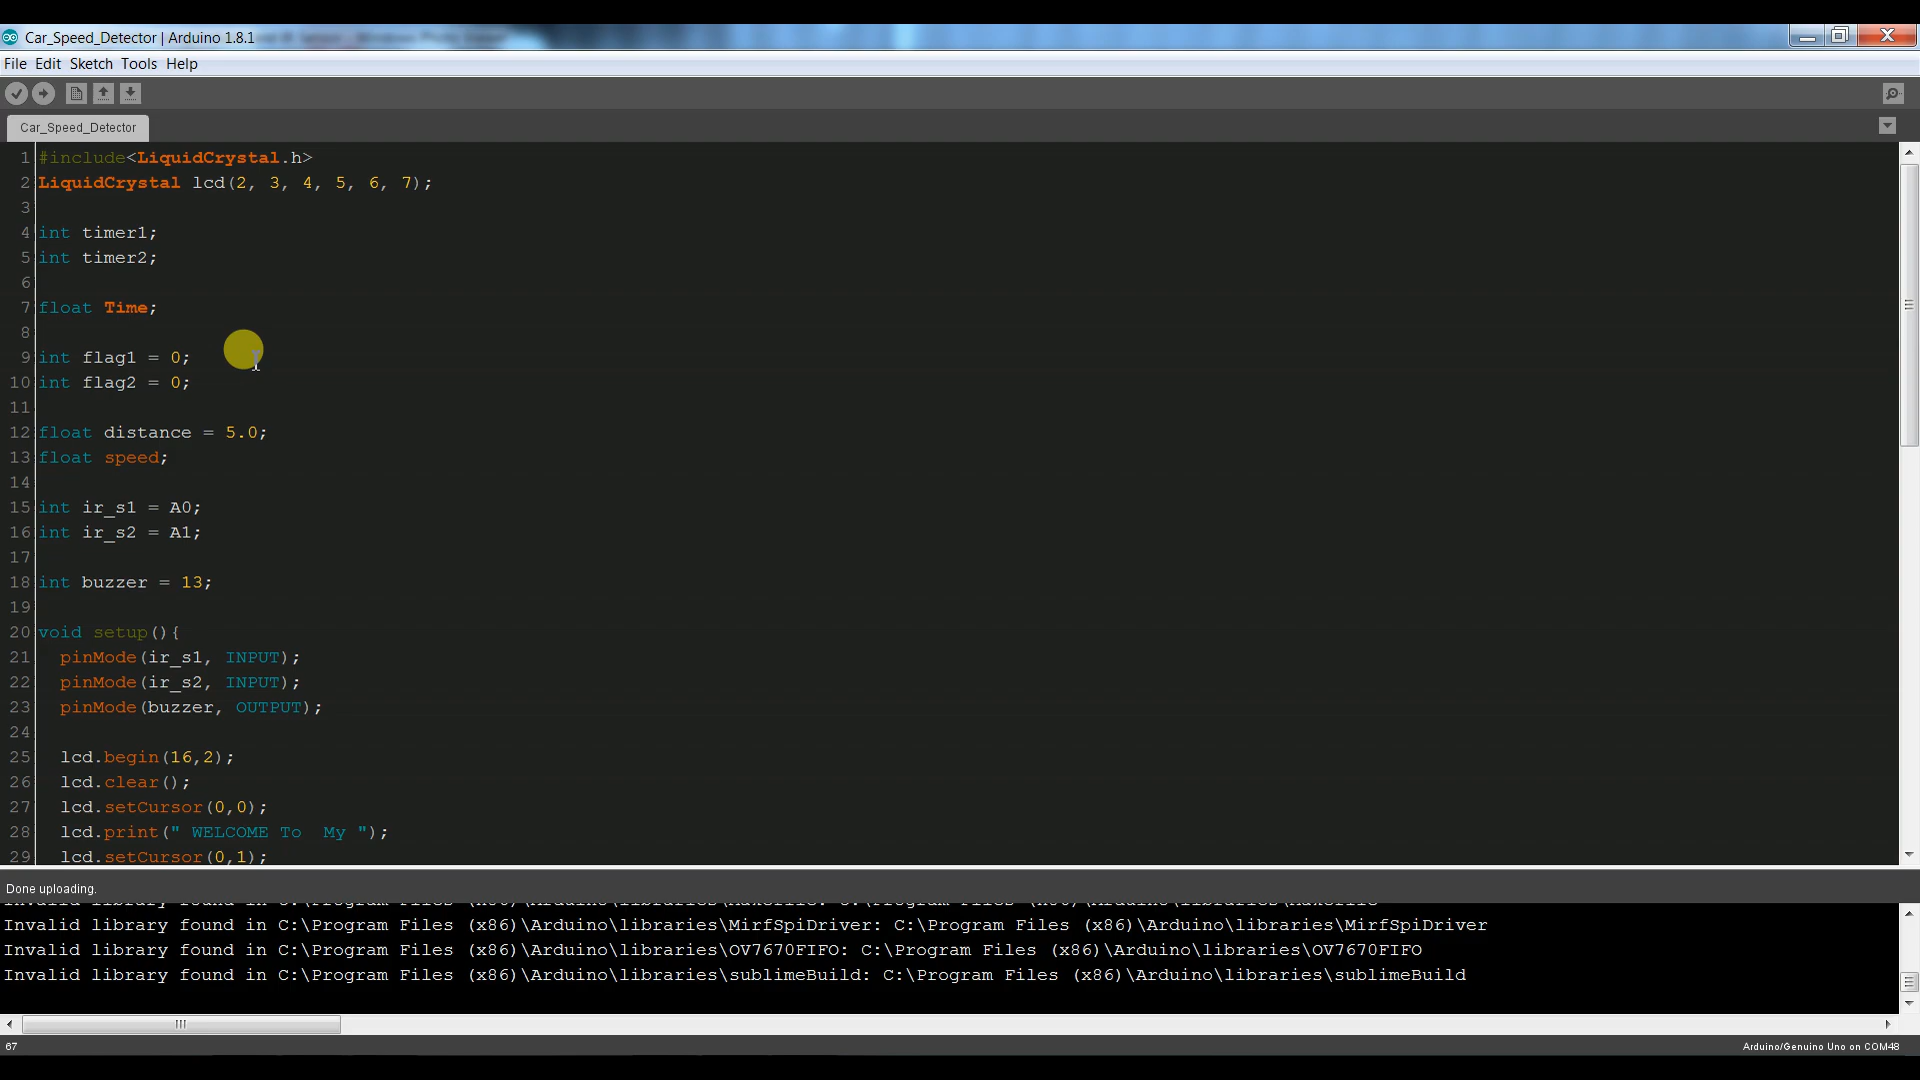 Car_Speed_Detector | Arduino 1.8.1
File Edit Sketch Tools Help
Car_Speed_Detector
1 #include<LiquidCrystal.h>
2 LiquidCrystal lcd(2, 3, 4, 5, 6, 7);
3
4 int timer1;
5 int timer2;
6
7 float Time;
8
9 int flag1 = 0;
10 int flag2 = 0;
11
12 float distance = 5.0;
13 float speed;
14
15 int ir_s1 = A0;
16 int ir_s2 = A1;
17
18 int buzzer = 13;
19
20 void setup(){
21 pinMode(ir_s1, INPUT);
22 pinMode(ir_s2, INPUT);
23 pinMode(buzzer, OUTPUT);
24
25 lcd.begin(16,2);
26 lcd.clear();
27 lcd.setCursor(0,0);
28 lcd.print(" WELCOME To  My ");
29 lcd.setCursor(0,1);
Done uploading.
Invalid library found in C:\Program Files (x86)\Arduino\libraries\MirfSpiDriver: C:\Program Files (x86)\Arduino\libraries\MirfSpiDriver
Invalid library found in C:\Program Files (x86)\Arduino\libraries\OV7670FIFO: C:\Program Files (x86)\Arduino\libraries\OV7670FIFO
Invalid library found in C:\Program Files (x86)\Arduino\libraries\sublimeBuild: C:\Program Files (x86)\Arduino\libraries\sublimeBuild
67
Arduino/Genuino Uno on COM48